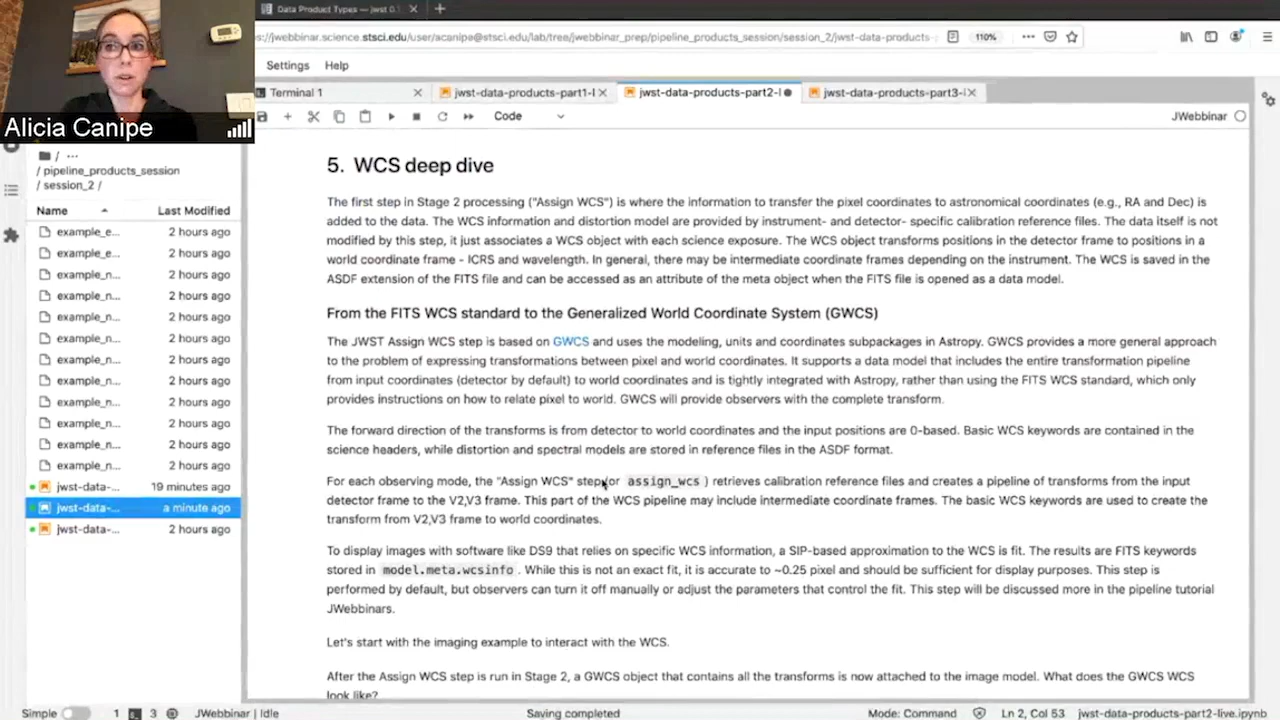 Data Product Types — jwst 0.
://jwebbinar.science.stsci.edu/user/acanipe@stsci.edu/lab/tree/jwebbinar_prep/pipeline_products_session/session_2/jwst-data-products-
110%
Settings Help
Terminal 1
jwst-data-products-part1-l
jwst-data-products-part2-l
jwst-data-products-part3-l
Code
JWebbinar
Alicia Canipe
/ ...
/ pipeline_products_session
/ session_2 /
Name Last Modified
example_e... 2 hours ago
example_e... 2 hours ago
example_n... 2 hours ago
example_n... 2 hours ago
example_n... 2 hours ago
example_n... 2 hours ago
example_n... 2 hours ago
example_n... 2 hours ago
example_n... 2 hours ago
example_n... 2 hours ago
example_n... 2 hours ago
example_n... 2 hours ago
jwst-data-... 19 minutes ago
jwst-data-... a minute ago
jwst-data-... 2 hours ago
5. WCS deep dive
The first step in Stage 2 processing ("Assign WCS") is where the information to transfer the pixel coordinates to astronomical coordinates (e.g., RA and Dec) is
added to the data. The WCS information and distortion model are provided by instrument- and detector- specific calibration reference files. The data itself is not
modified by this step, it just associates a WCS object with each science exposure. The WCS object transforms positions in the detector frame to positions in a
world coordinate frame - ICRS and wavelength. In general, there may be intermediate coordinate frames depending on the instrument. The WCS is saved in the
ASDF extension of the FITS file and can be accessed as an attribute of the meta object when the FITS file is opened as a data model.
From the FITS WCS standard to the Generalized World Coordinate System (GWCS)
The JWST Assign WCS step is based on GWCS and uses the modeling, units and coordinates subpackages in Astropy. GWCS provides a more general approach
to the problem of expressing transformations between pixel and world coordinates. It supports a data model that includes the entire transformation pipeline
from input coordinates (detector by default) to world coordinates and is tightly integrated with Astropy, rather than using the FITS WCS standard, which only
provides instructions on how to relate pixel to world. GWCS will provide observers with the complete transform.
The forward direction of the transforms is from detector to world coordinates and the input positions are 0-based. Basic WCS keywords are contained in the
science headers, while distortion and spectral models are stored in reference files in the ASDF format.
For each observing mode, the "Assign WCS" step (or assign_wcs ) retrieves calibration reference files and creates a pipeline of transforms from the input
detector frame to the V2,V3 frame. This part of the WCS pipeline may include intermediate coordinate frames. The basic WCS keywords are used to create the
transform from V2,V3 frame to world coordinates.
To display images with software like DS9 that relies on specific WCS information, a SIP-based approximation to the WCS is fit. The results are FITS keywords
stored in model.meta.wcsinfo . While this is not an exact fit, it is accurate to ~0.25 pixel and should be sufficient for display purposes. This step is
performed by default, but observers can turn it off manually or adjust the parameters that control the fit. This step will be discussed more in the pipeline tutorial
JWebbinars.
Let's start with the imaging example to interact with the WCS.
After the Assign WCS step is run in Stage 2, a GWCS object that contains all the transforms is now attached to the image model. What does the GWCS WCS
look like?
Simple 1 3 JWebbinar | Idle Saving completed Mode: Command Ln 2, Col 53 jwst-data-products-part2-live.ipynb